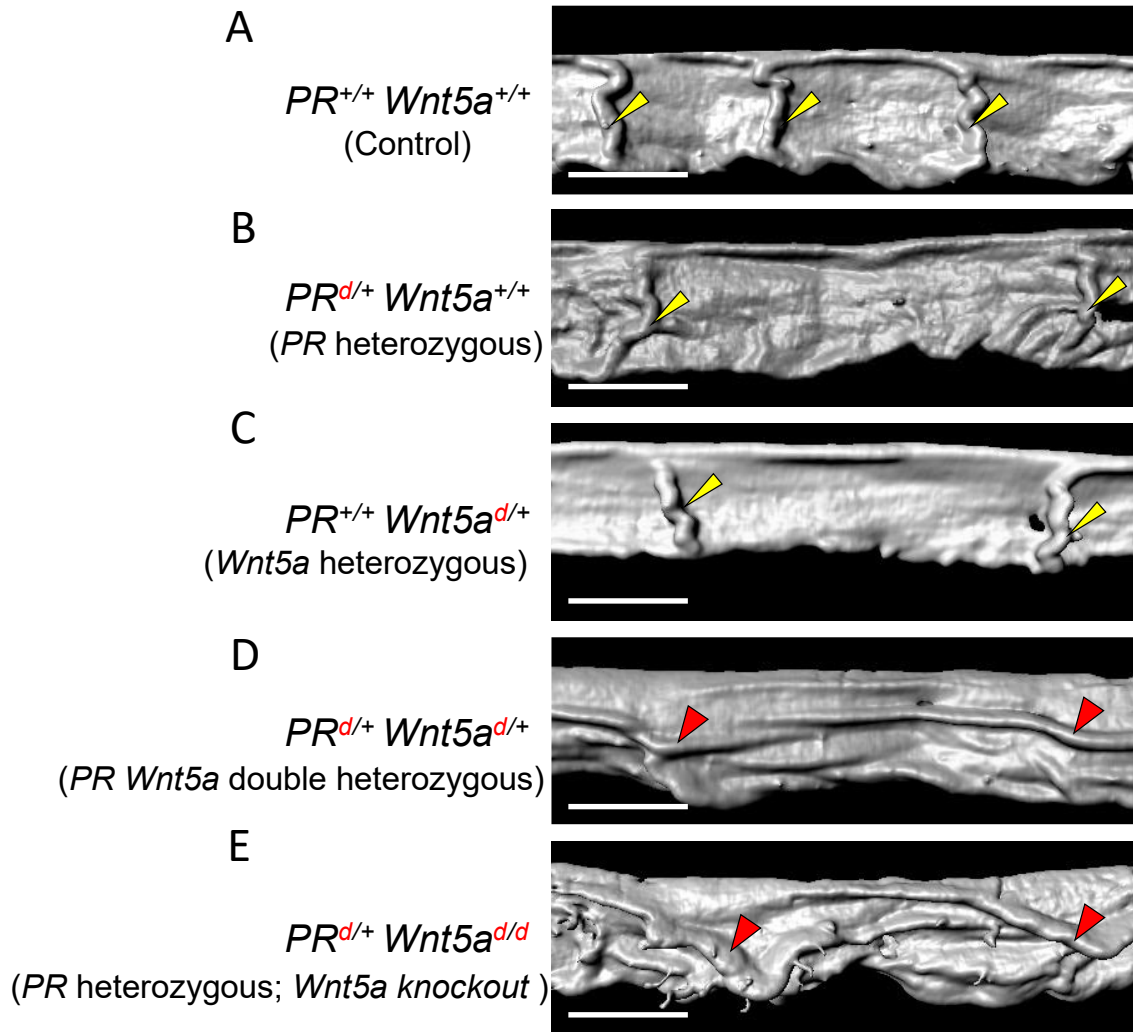 A
PR+/+ Wnt5a+/+
(Control)
B
PRd/+ Wnt5a+/+
(PR heterozygous)
C
PR+/+ Wnt5ad/+
(Wnt5a heterozygous)
D
PRd/+ Wnt5ad/+
(PR Wnt5a double heterozygous)
E
PRd/+ Wnt5ad/d
(PR heterozygous; Wnt5a knockout )